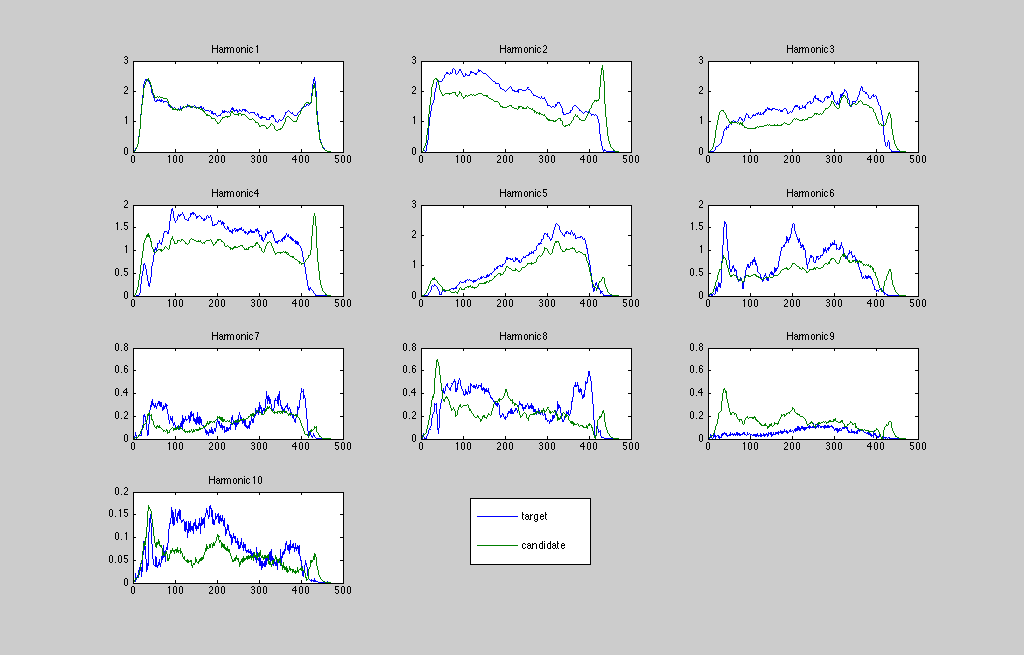 Harmonic1 Harmonic2 Harmonic3
3 3 3
2 2 2
1 1 1
0 0 0
0 100 200 300 400 500 0 100 200 300 400 500 0 100 200 300 400 500
Harmonic4 Harmonic5 Harmonic6
2 3 2
1.5 2 1.5
1 1
0.5 1 0.5
0 0 0
0 100 200 300 400 500 0 100 200 300 400 500 0 100 200 300 400 500
Harmonic7 Harmonic8 Harmonic9
0.8 0.8 0.8
0.6 0.6 0.6
0.4 0.4 0.4
0.2 0.2 0.2
0 0 0
0 100 200 300 400 500 0 100 200 300 400 500 0 100 200 300 400 500
Harmonic10
0.2
0.15
0.1
0.05
0
0 100 200 300 400 500
target
candidate